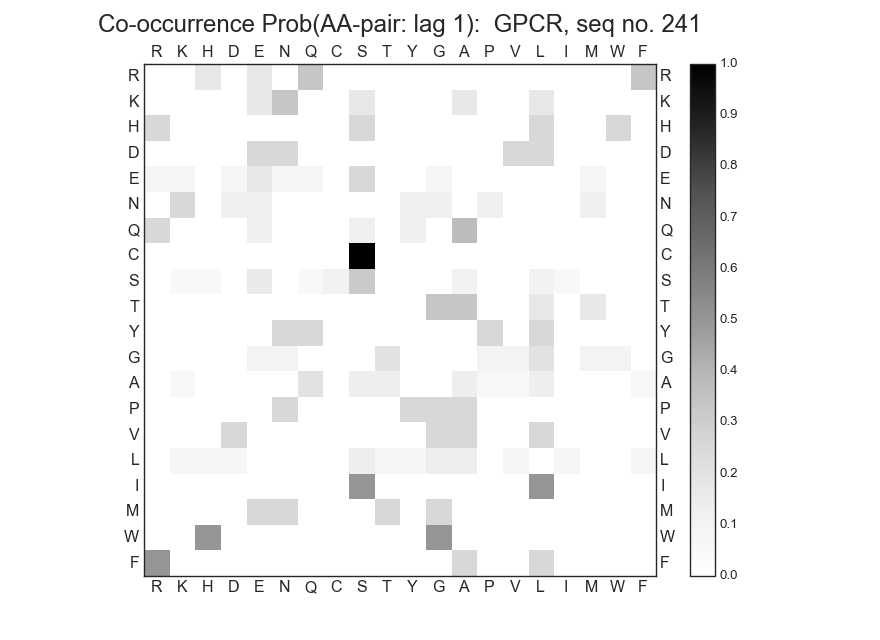 Co-occurrence Prob(AA-pair: lag 1):  GPCR, seq no. 241
R K H D E N Q C S T Y G A P V L I M W F
R R 1.0
K K 0.9
H H
D D 0.8
E E
N N 0.7
Q Q
C C 0.6
S S
T T 0.5
Y Y
G G 0.4
A A
P P 0.3
V V
L L 0.2
I I
M M 0.1
W W
F F 0.0
R K H D E N Q C S T Y G A P V L I M W F